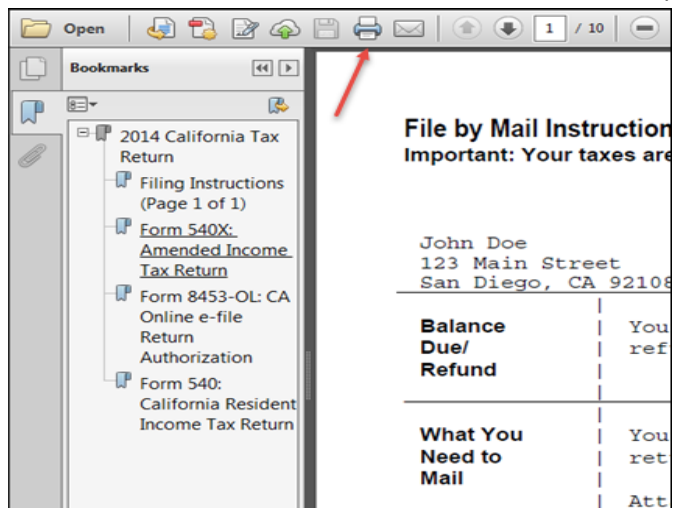 Open
1 / 10
Bookmarks
2014 California Tax
Return
Filing Instructions
(Page 1 of 1)
Form 540X:
Amended Income
Tax Return
Form 8453-OL: CA
Online e-file
Return
Authorization
Form 540:
California Resident
Income Tax Return
File by Mail Instruction
Important: Your taxes are
John Doe
123 Main Street
San Diego, CA 92108
Balance | You
Due/ | ref
Refund |
What You | You
Need to | ret
Mail |
| Att